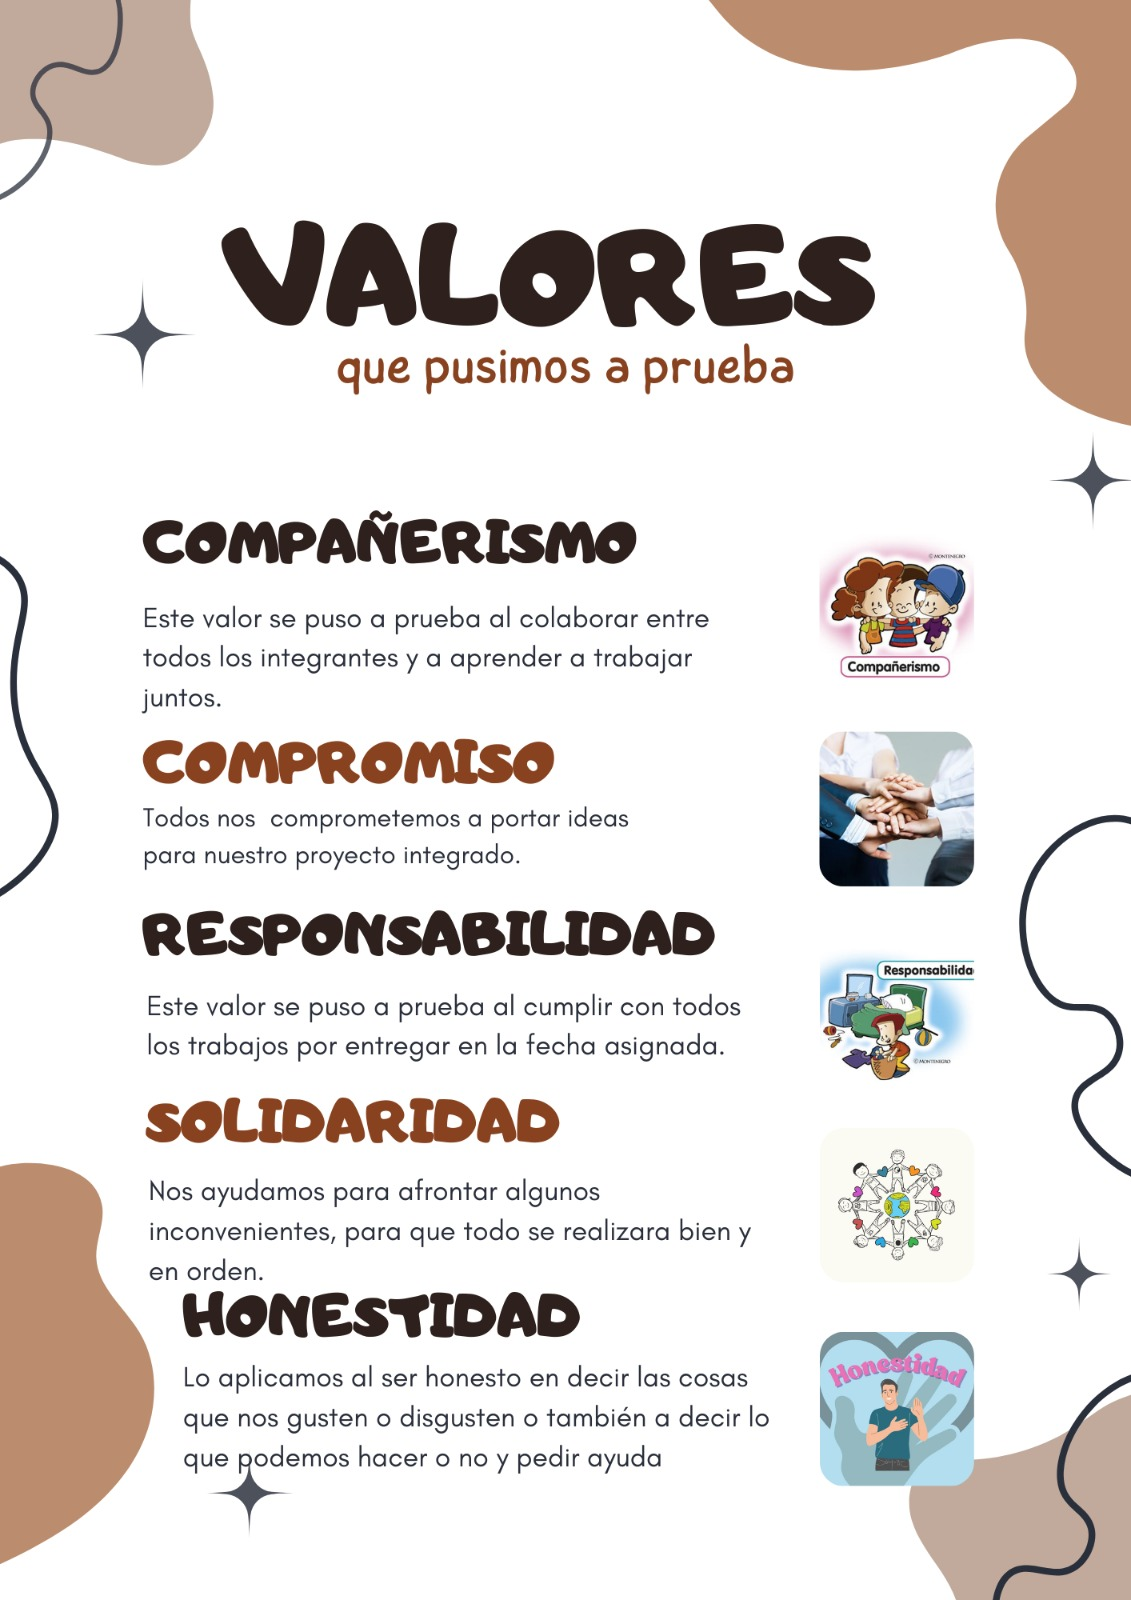 VALORES
que pusimos a prueba
COMPAÑERISMO
Este valor se puso a prueba al colaborar entre
todos los integrantes y a aprender a trabajar
juntos.
© MONTENEGRO
Compañerismo
COMPROMISO
Todos nos  comprometemos a portar ideas
para nuestro proyecto integrado.
RESPONSABILIDAD
Este valor se puso a prueba al cumplir con todos
los trabajos por entregar en la fecha asignada.
Responsabilida
© MONTENEGRO
SOLIDARIDAD
Nos ayudamos para afrontar algunos
inconvenientes, para que todo se realizara bien y
en orden.
HONESTIDAD
Lo aplicamos al ser honesto en decir las cosas
que nos gusten o disgusten o también a decir lo
que podemos hacer o no y pedir ayuda
Honestidad